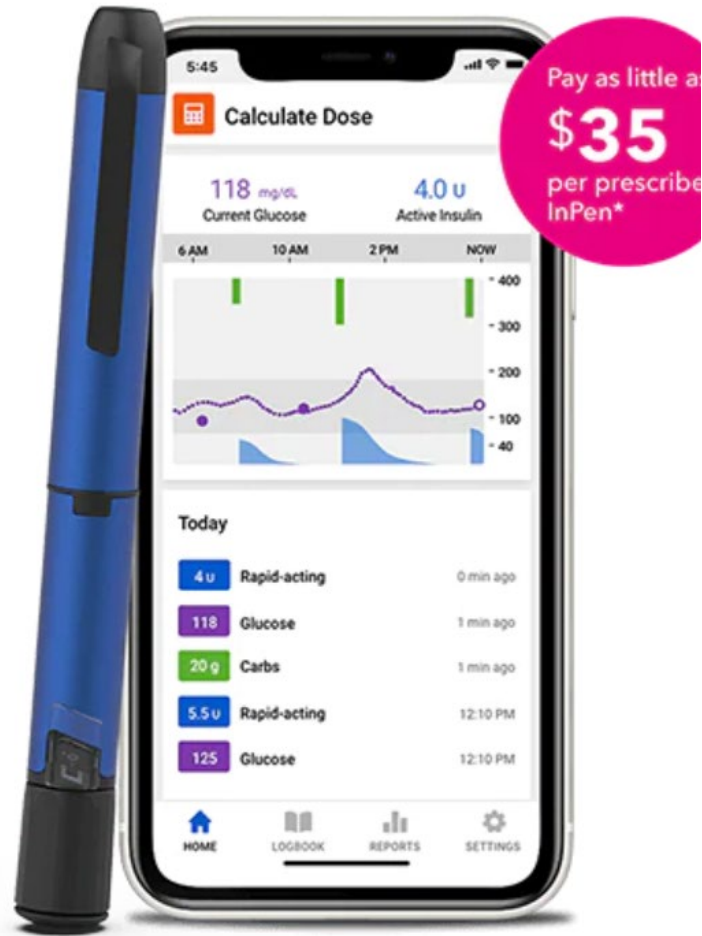 5:45
Calculate Dose
Pay as little as
$35
per prescribe
InPen*
118 mg/dL
4.0 U
Current Glucose
Active Insulin
6 AM 10 AM 2 PM NOW
400
300
200
100
40
Today
4 U Rapid-acting 0 min ago
118 Glucose 1 min ago
20 g Carbs 1 min ago
5.5 U Rapid-acting 12:10 PM
125 Glucose 12:10 PM
HOME LOGBOOK REPORTS SETTINGS